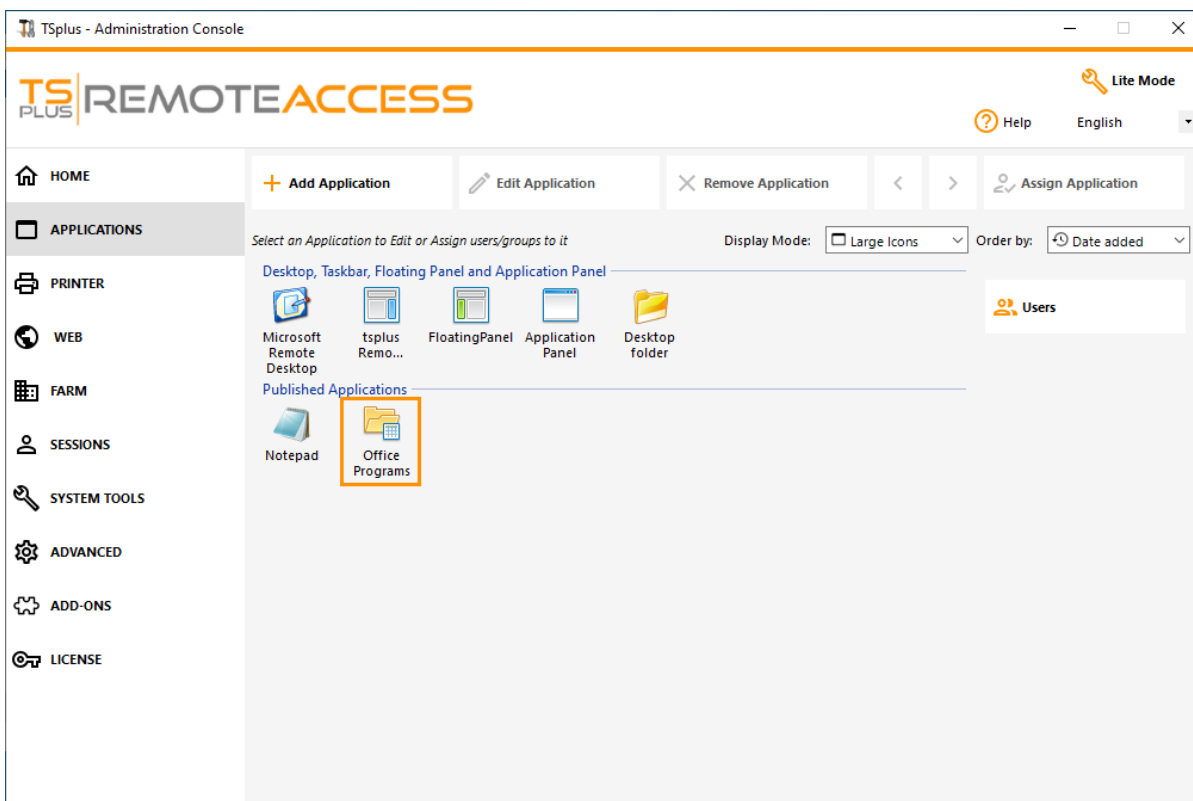 TSplus - Administration Console
TS PLUS REMOTEACCESS
Lite Mode
Help
English
HOME
APPLICATIONS
PRINTER
WEB
FARM
SESSIONS
SYSTEM TOOLS
ADVANCED
ADD-ONS
LICENSE
Add Application
Edit Application
Remove Application
Assign Application
Select an Application to Edit or Assign users/groups to it
Display Mode:
Large Icons
Order by:
Date added
Desktop, Taskbar, Floating Panel and Application Panel
Microsoft
Remote
Desktop
tsplus
Remo...
FloatingPanel
Application
Panel
Desktop
folder
Users
Published Applications
Notepad
Office
Programs